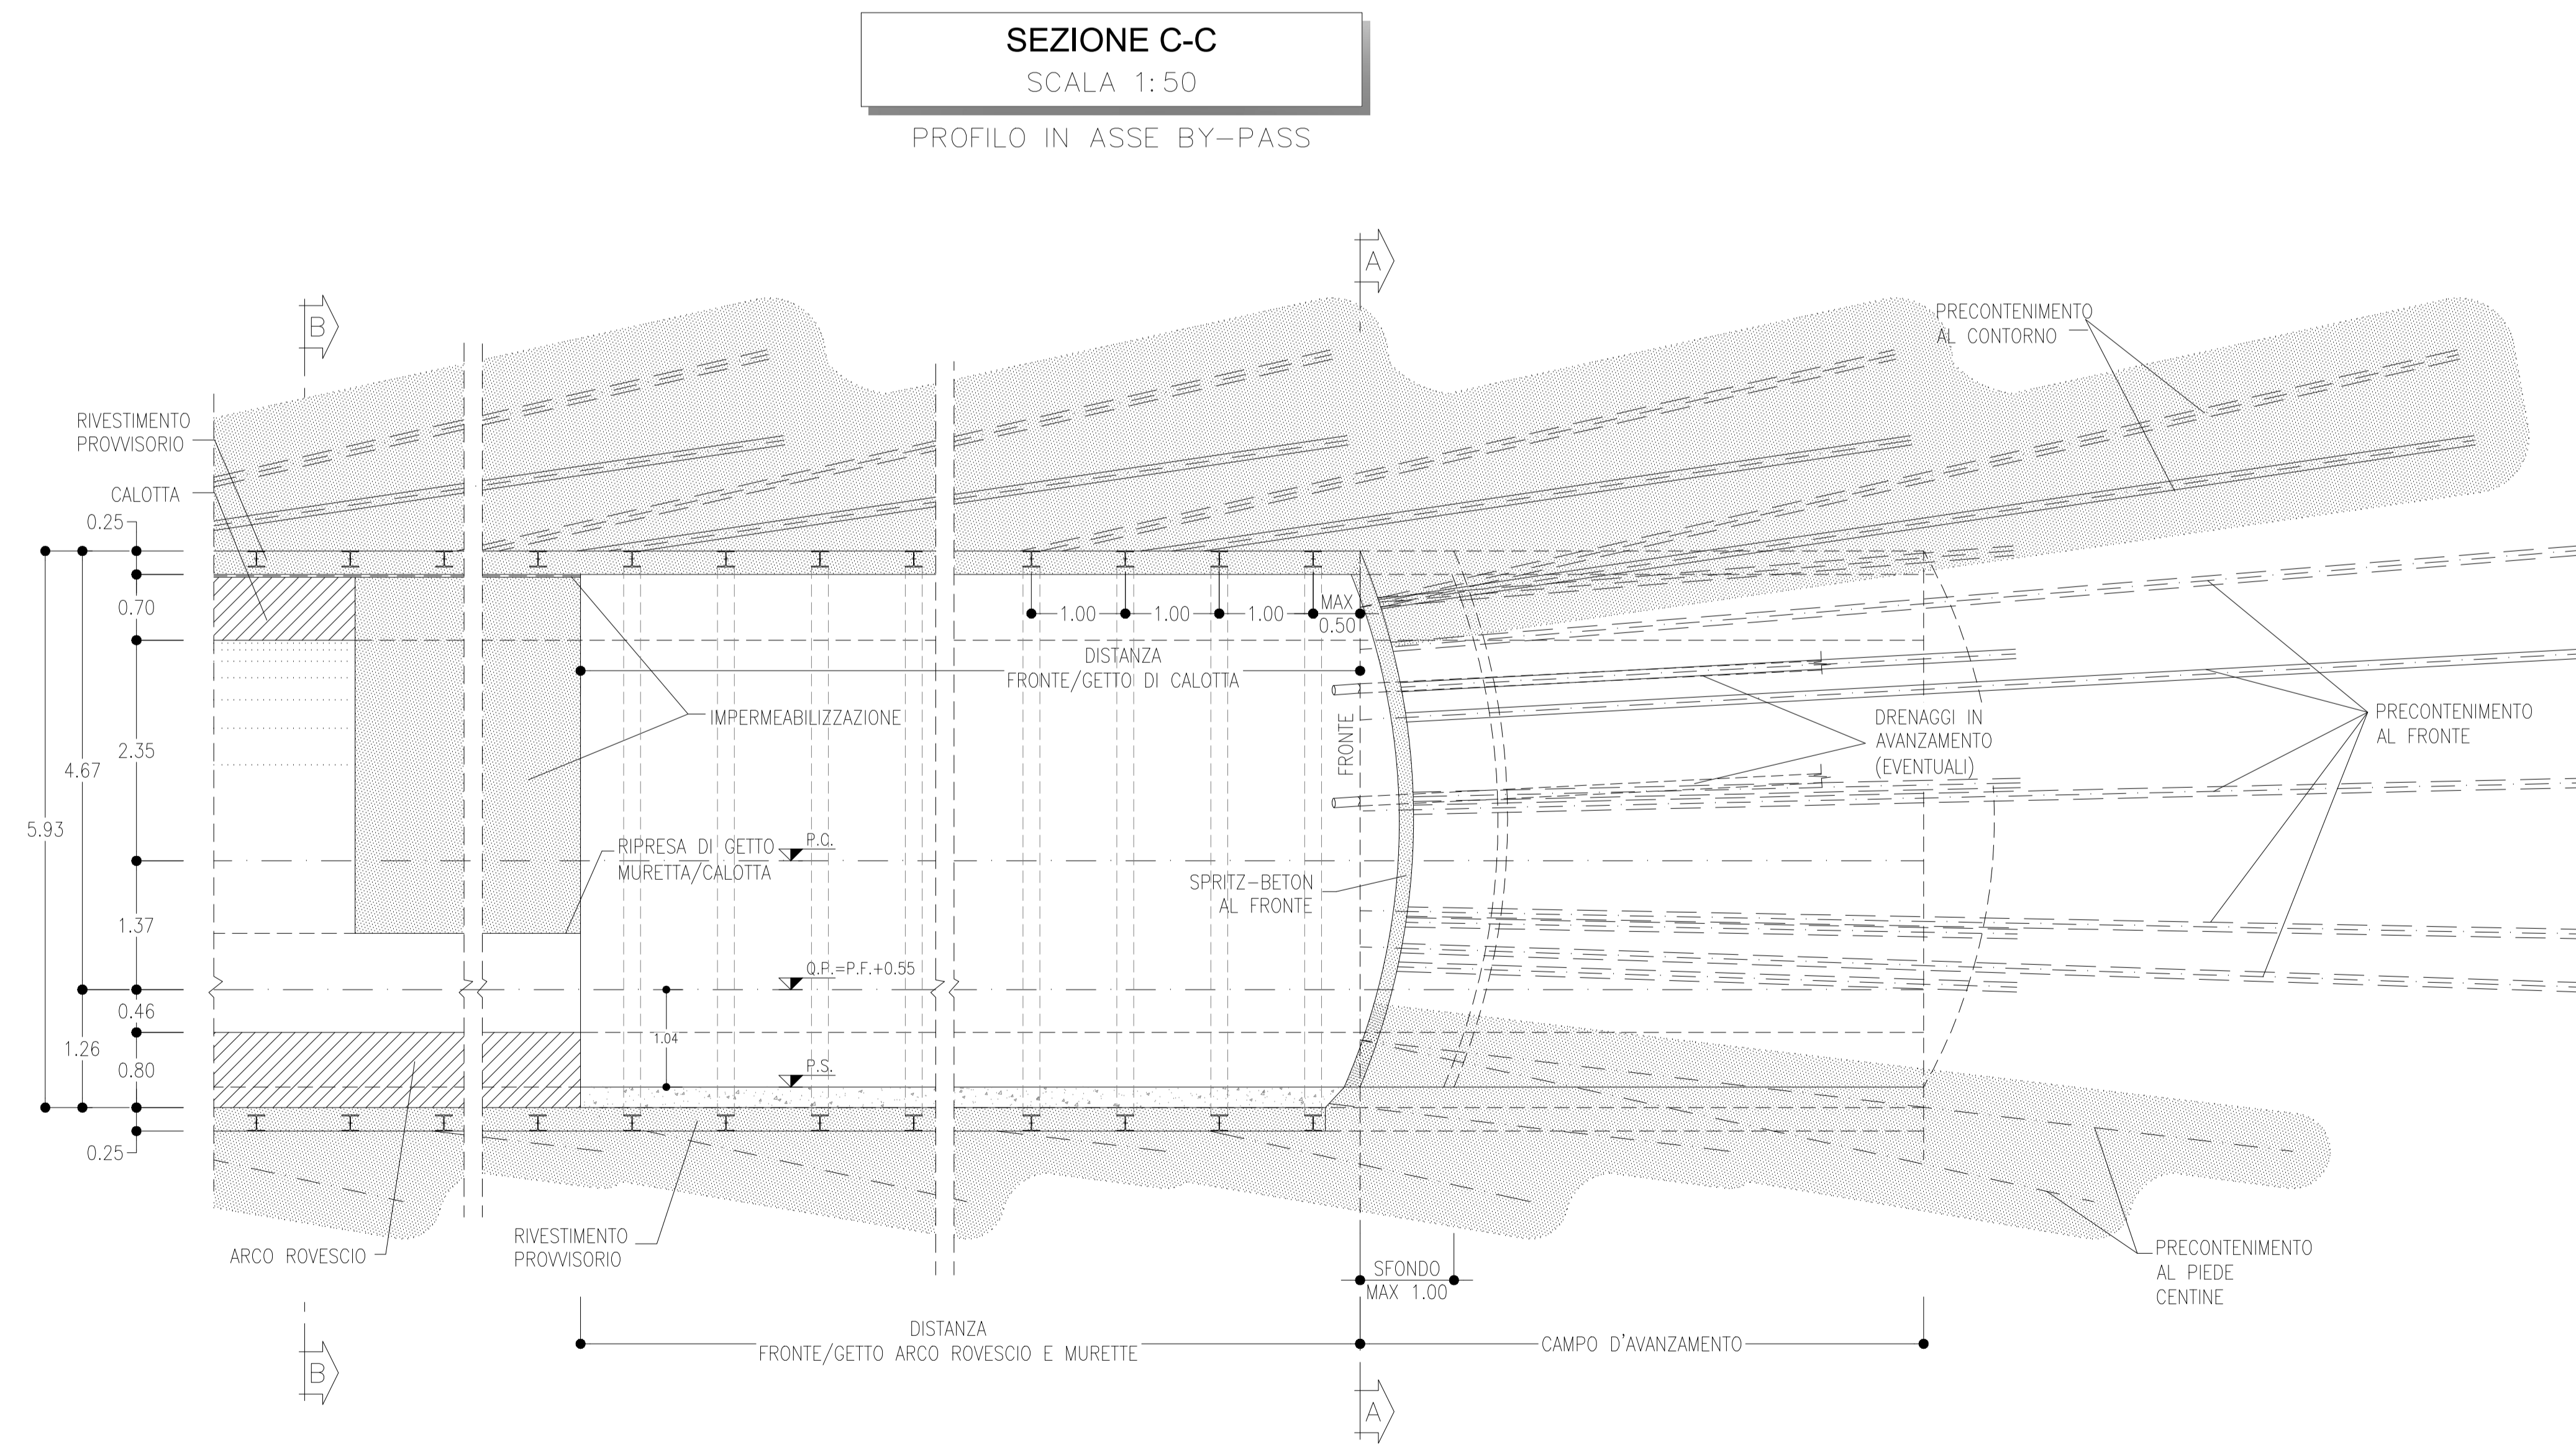 SEZIONE C-C
SCALA 1:50
PROFILO IN ASSE BY-PASS
A
B
PRECONTENIMENTO
AL CONTORNO
RIVESTIMENTO
PROVVISORIO
CALOTTA
0.25
0.70
2.35
4.67
5.93
1.37
0.46
1.26
0.80
0.25
1.00
1.00
1.00
MAX
0.50
DISTANZA
FRONTE/GETTO DI CALOTTA
IMPERMEABILIZZAZIONE
FRONTE
DRENAGGI IN
AVANZAMENTO
(EVENTUALI)
PRECONTENIMENTO
AL FRONTE
RIPRESA DI GETTO
MURETTA/CALOTTA
P.C.
SPRITZ-BETON
AL FRONTE
Q.P.=P.F.+0.55
1.04
P.S.
ARCO ROVESCIO
RIVESTIMENTO
PROVVISORIO
PRECONTENIMENTO
AL PIEDE
CENTINE
SFONDO
MAX 1.00
DISTANZA
FRONTE/GETTO ARCO ROVESCIO E MURETTE
CAMPO D'AVANZAMENTO
B
A